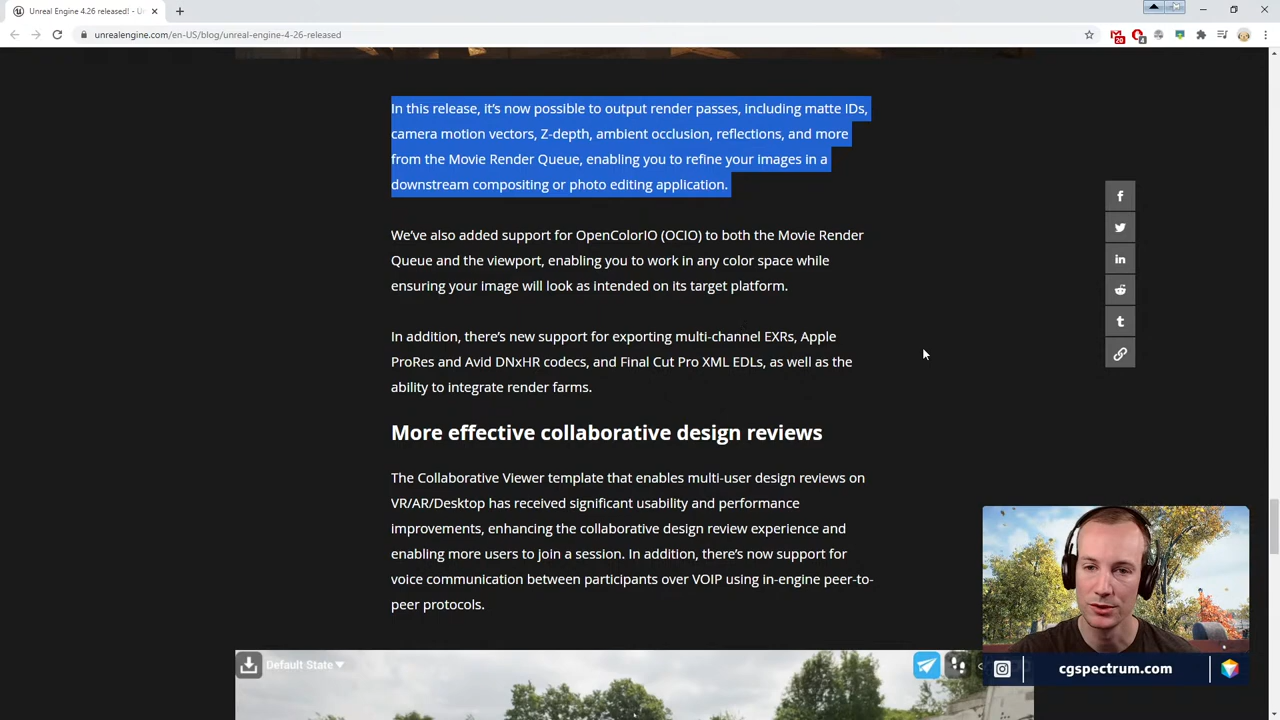 Unreal Engine 4.26 released! - Un
unrealengine.com/en-US/blog/unreal-engine-4-26-released
20
4
In this release, it’s now possible to output render passes, including matte IDs,
camera motion vectors, Z-depth, ambient occlusion, reflections, and more
from the Movie Render Queue, enabling you to refine your images in a
downstream compositing or photo editing application.
We’ve also added support for OpenColorIO (OCIO) to both the Movie Render
Queue and the viewport, enabling you to work in any color space while
ensuring your image will look as intended on its target platform.
In addition, there’s new support for exporting multi-channel EXRs, Apple
ProRes and Avid DNxHR codecs, and Final Cut Pro XML EDLs, as well as the
ability to integrate render farms.
More effective collaborative design reviews
The Collaborative Viewer template that enables multi-user design reviews on
VR/AR/Desktop has received significant usability and performance
improvements, enhancing the collaborative design review experience and
enabling more users to join a session. In addition, there’s now support for
voice communication between participants over VOIP using in-engine peer-to-
peer protocols.
Default State
cgspectrum.com